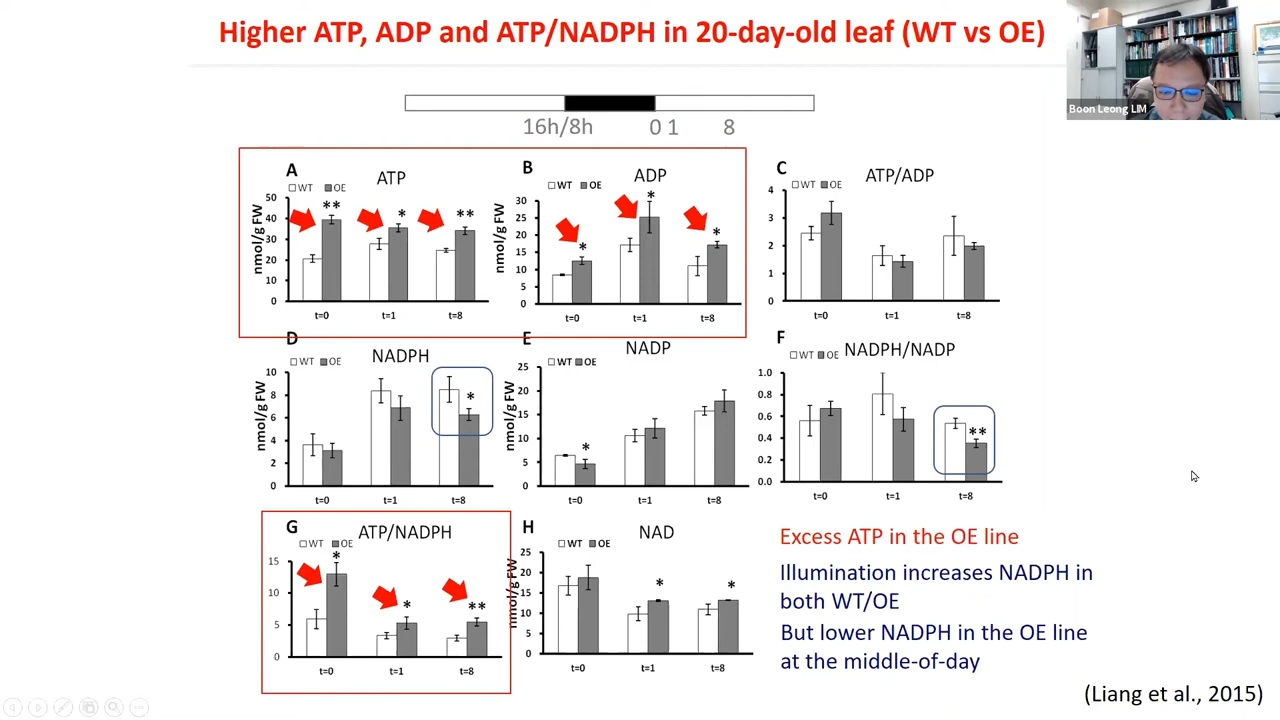 Higher ATP, ADP and ATP/NADPH in 20-day-old leaf (WT vs OE)
Boon Leong LIM
16h/8h 0 1 8
A
ATP
WT OE
nmol/g FW
50
40
30
20
10
0
** * **
t=0 t=1 t=8
B
ADP
WT OE
nmol/g FW
30
25
20
15
10
5
0
* * *
t=0 t=1 t=8
C
ATP/ADP
WT OE
4
3
2
1
0
t=0 t=1 t=8
D
NADPH
WT OE
nmol/g FW
10
8
6
4
2
0
*
t=0 t=1 t=8
E
NADP
WT OE
nmol/g FW
25
20
15
10
5
0
*
t=0 t=1 t=8
F
NADPH/NADP
WT OE
1.0
0.8
0.6
0.4
0.2
0.0
**
t=0 t=1 t=8
G
ATP/NADPH
WT OE
15
10
5
0
* * **
t=0 t=1 t=8
H
NAD
WT OE
nmol/g FW
25
20
15
10
5
0
* *
t=0 t=1 t=8
Excess ATP in the OE line
Illumination increases NADPH in
both WT/OE
But lower NADPH in the OE line
at the middle-of-day
(Liang et al., 2015)